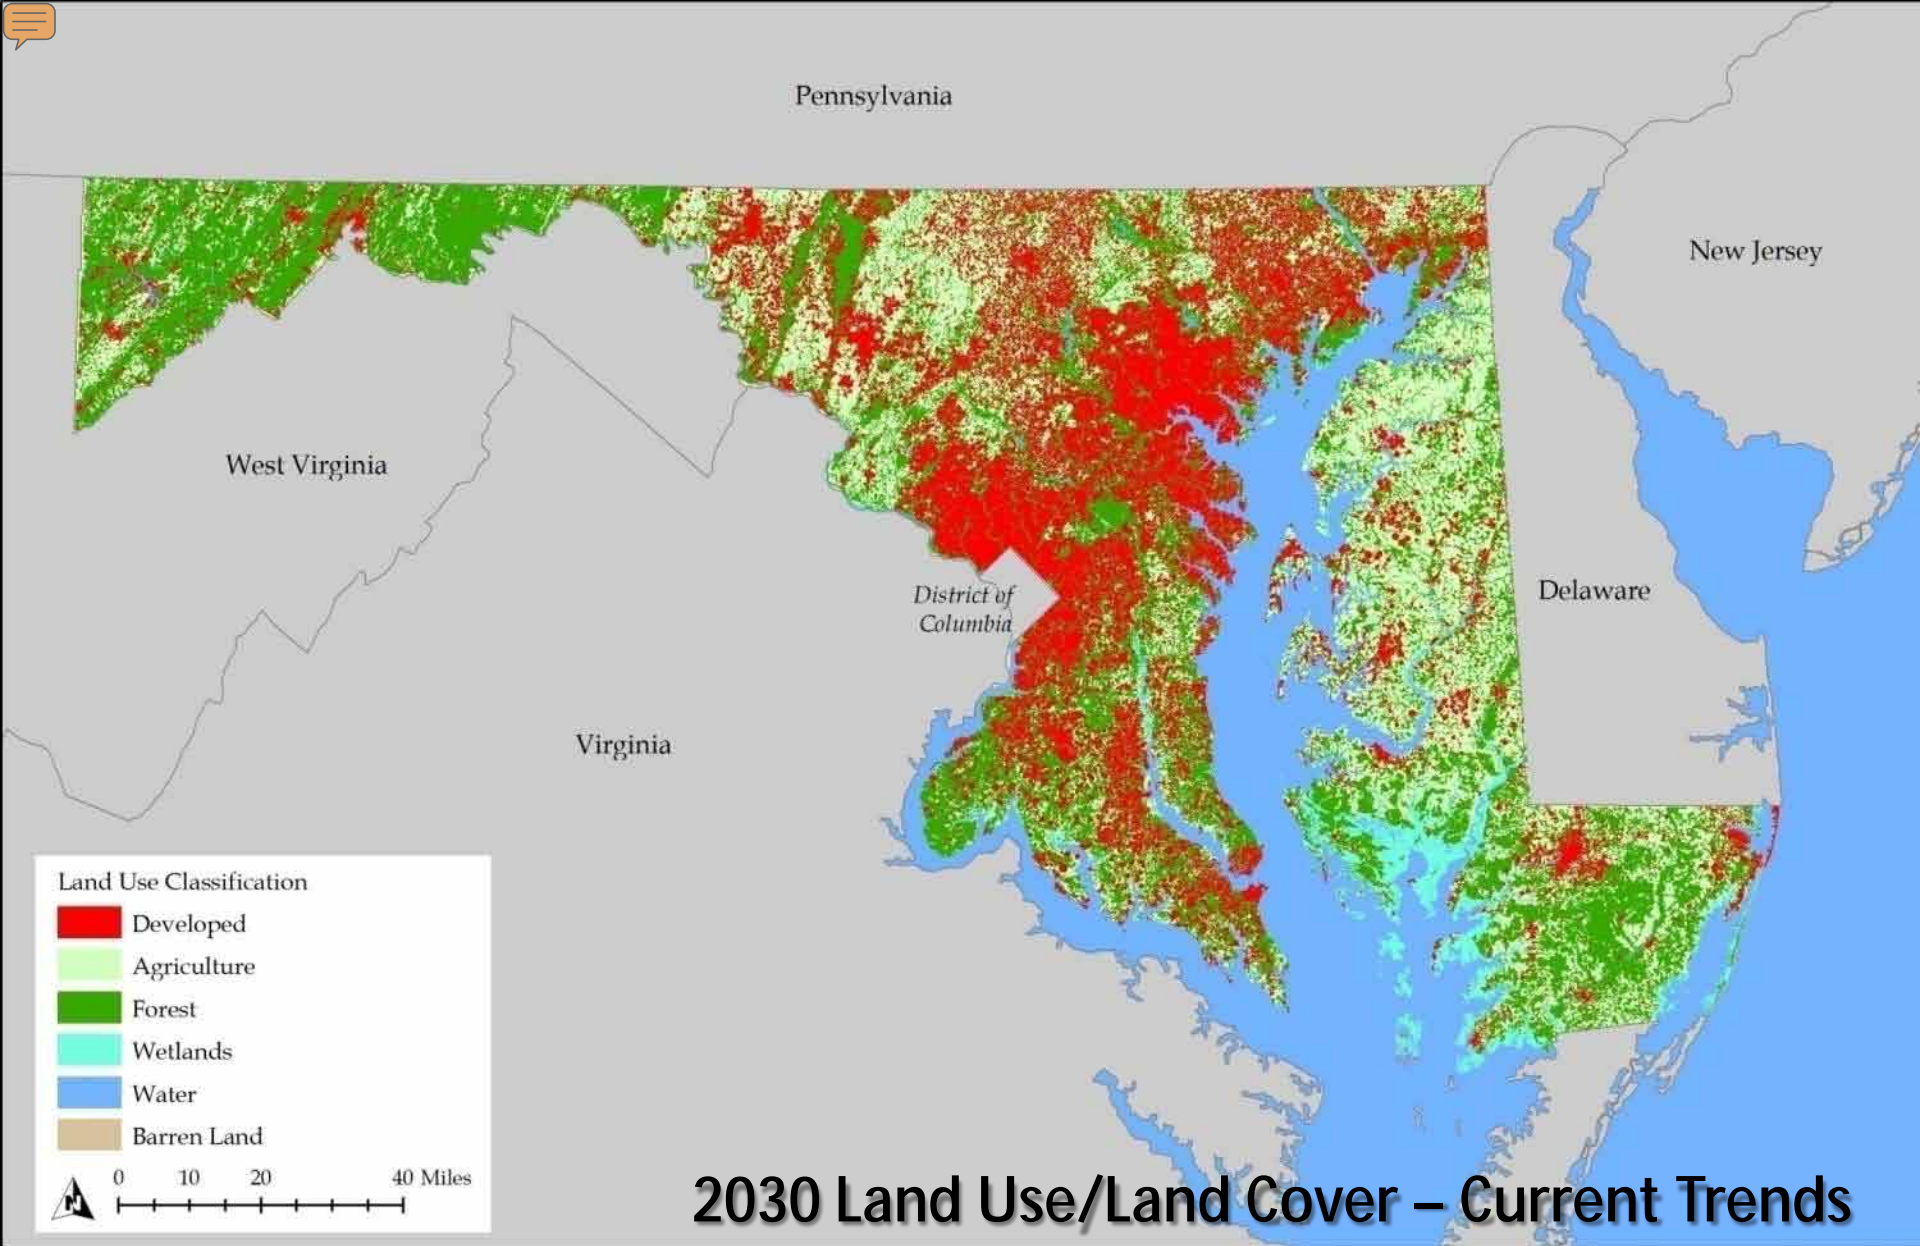 Pennsylvania
New Jersey
West Virginia
Delaware
District of
Columbia
Virginia
Land Use Classification
Developed
Agriculture
Forest
Wetlands
Water
Barren Land
0 10 20 40 Miles
N
2030 Land Use/Land Cover – Current Trends